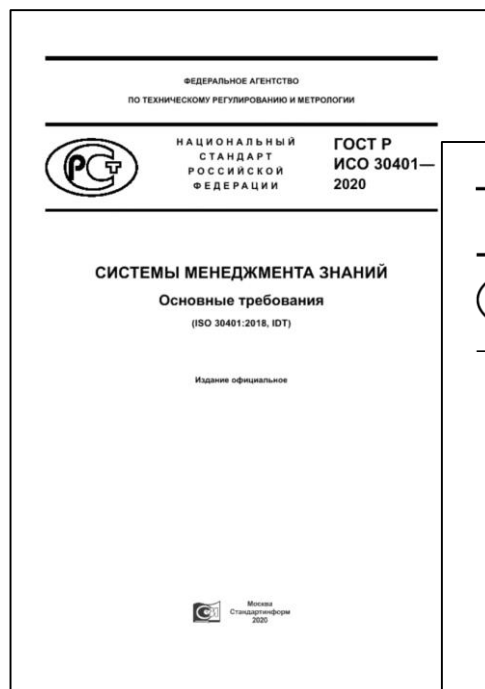 ФЕДЕРАЛЬНОЕ АГЕНТСТВО
ПО ТЕХНИЧЕСКОМУ РЕГУЛИРОВАНИЮ И МЕТРОЛОГИИ
РСТ
НАЦИОНАЛЬНЫЙ
СТАНДАРТ
РОССИЙСКОЙ
ФЕДЕРАЦИИ
ГОСТ Р
ИСО 30401—
2020
СИСТЕМЫ МЕНЕДЖМЕНТА ЗНАНИЙ
Основные требования
(ISO 30401:2018, IDT)
Издание официальное
Москва
Стандартинформ
2020